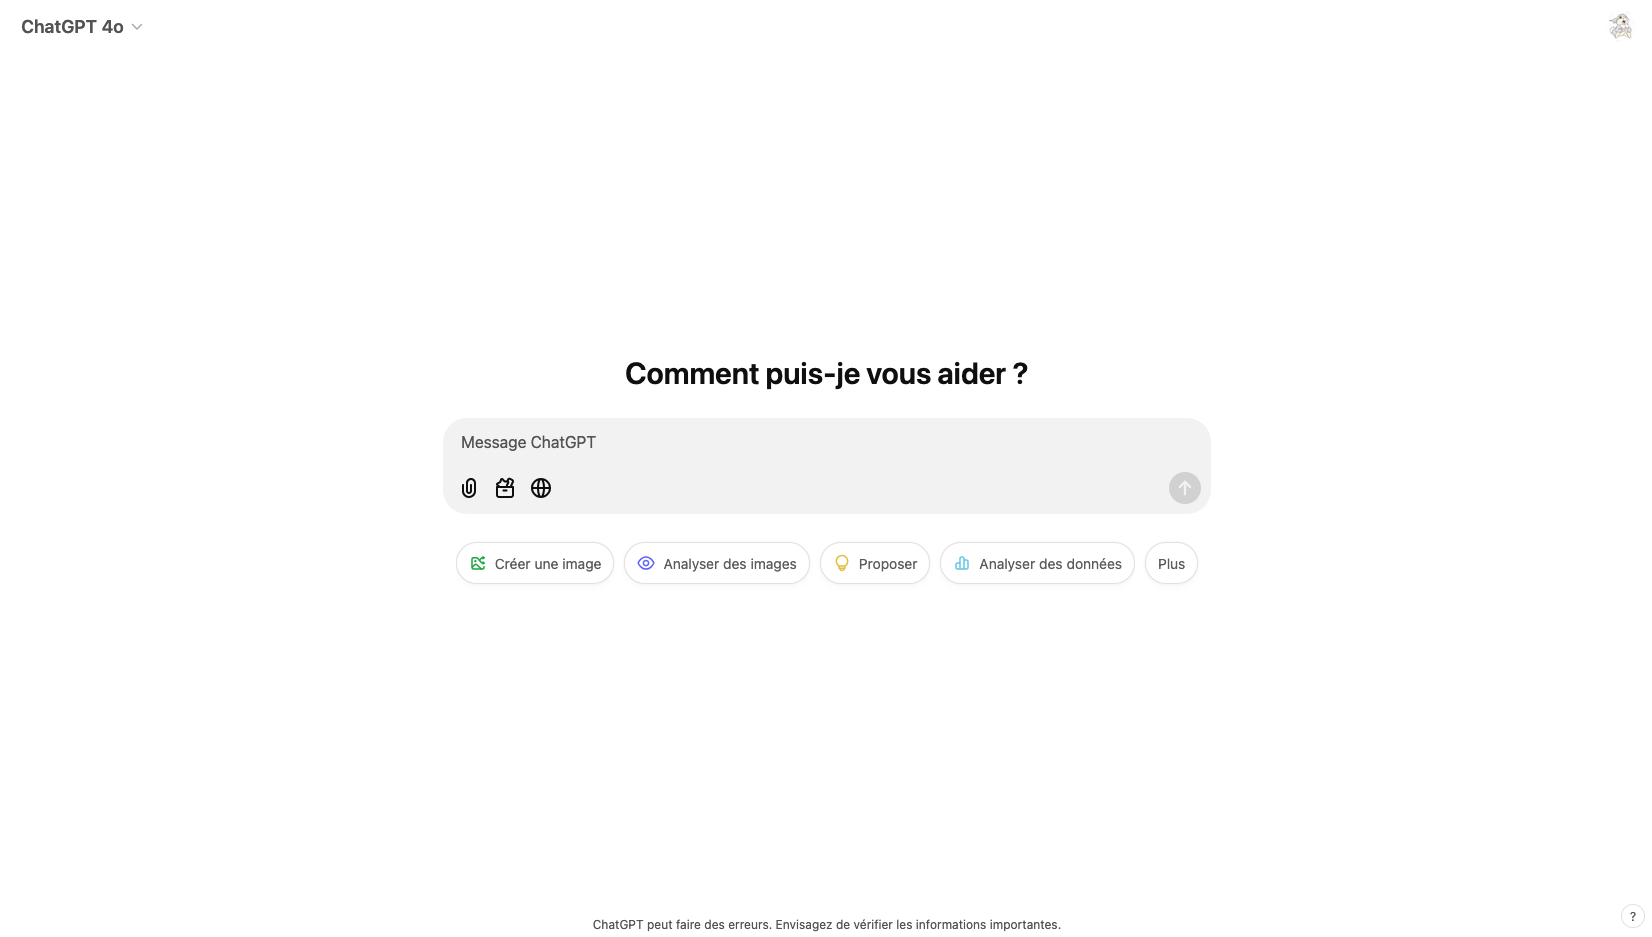 ChatGPT 4o
Comment puis-je vous aider ?
Message ChatGPT
Créer une image
Analyser des images
Proposer
Analyser des données
Plus
ChatGPT peut faire des erreurs. Envisagez de vérifier les informations importantes.
?